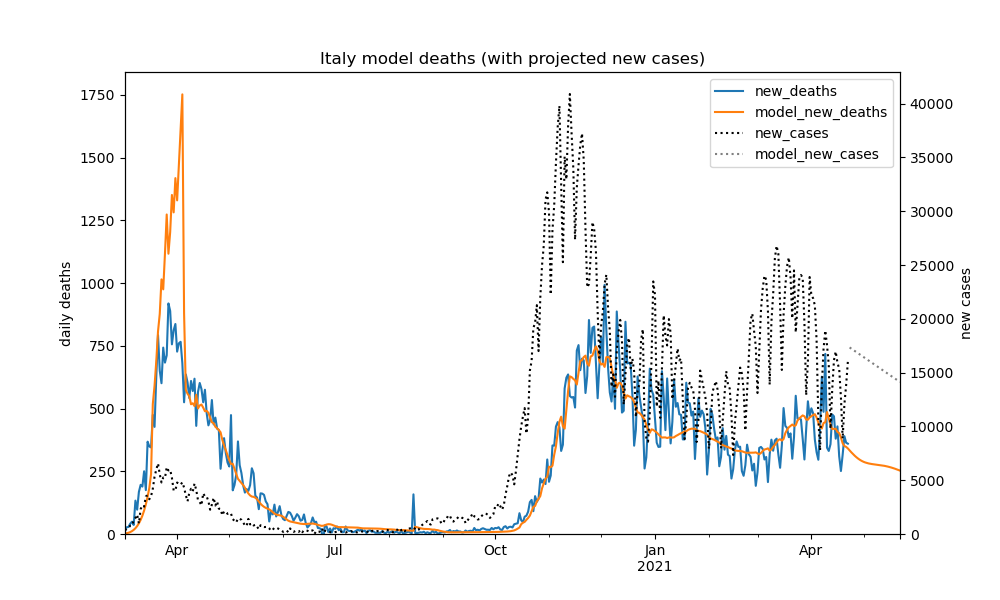 Italy model deaths (with projected new cases)
new_deaths
model_new_deaths
new_cases
model_new_cases
daily deaths
1750
1500
1250
1000
750
500
250
0
40000
35000
30000
25000
20000
15000
10000
5000
0
new cases
Apr
Jul
Oct
Jan
2021
Apr